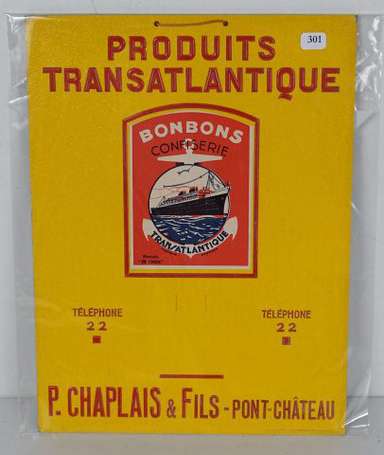 301
PRODUITS
TRANSATLANTIQUE
BONBONS
CONFISERIE
TRANSATLANTIQUE
TÉLÉPHONE
22
TÉLÉPHONE
22
P. CHAPLAIS & FILS - PONT-CHÂTEAU